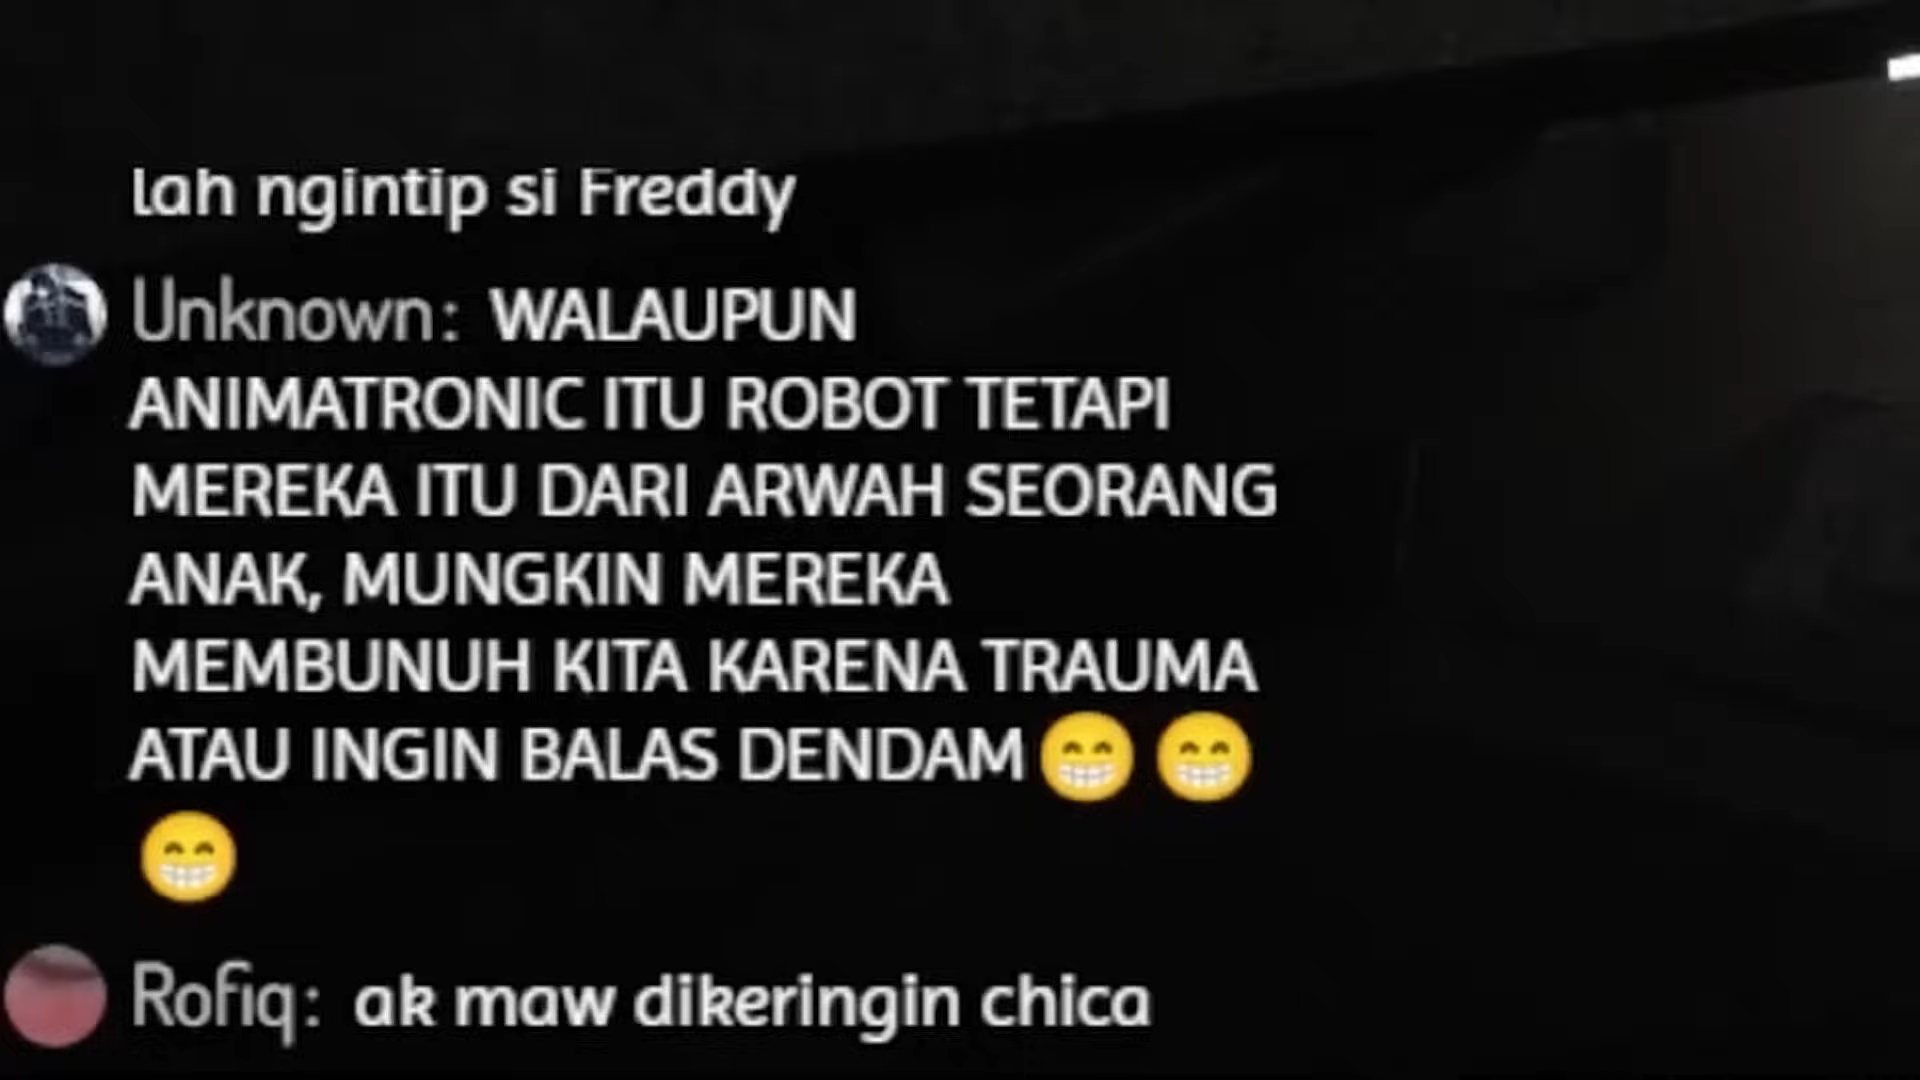 lah ngintip si Freddy
Unknown: WALAUPUN
ANIMATRONIC ITU ROBOT TETAPI
MEREKA ITU DARI ARWAH SEORANG
ANAK, MUNGKIN MEREKA
MEMBUNUH KITA KARENA TRAUMA
ATAU INGIN BALAS DENDAM😁😁
😁
Rofiq: ak maw dikeringin chica